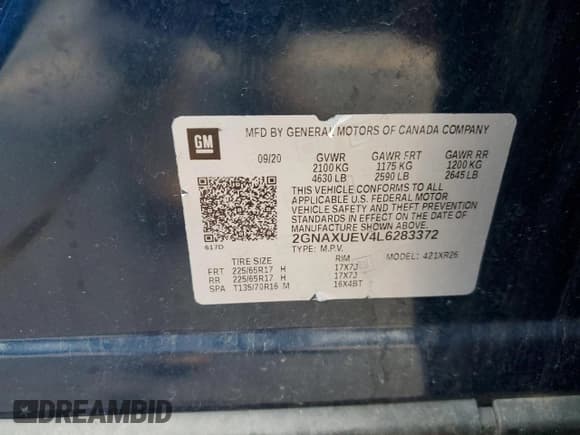 GM
MFD BY GENERAL MOTORS OF CANADA COMPANY
09/20 GVWR GAWR FRT GAWR RR
2100 KG 1175 KG 1200 KG
4630 LB 2590 LB 2645 LB
THIS VEHICLE CONFORMS TO ALL
APPLICABLE U.S. FEDERAL MOTOR
VEHICLE SAFETY AND THEFT PREVENTION
STANDARDS IN EFFECT ON THE DATE
OF MANUFACTURE SHOWN ABOVE.
2GNAXUEV4L6283372
617D TYPE: M.P.V. MODEL: 421XR26
TIRE SIZE RIM
FRT 225/65R17 H 17X7J
RR 225/65R17 H 17X7J
SPA T135/70R16 M 16X4BT
DREAMBID